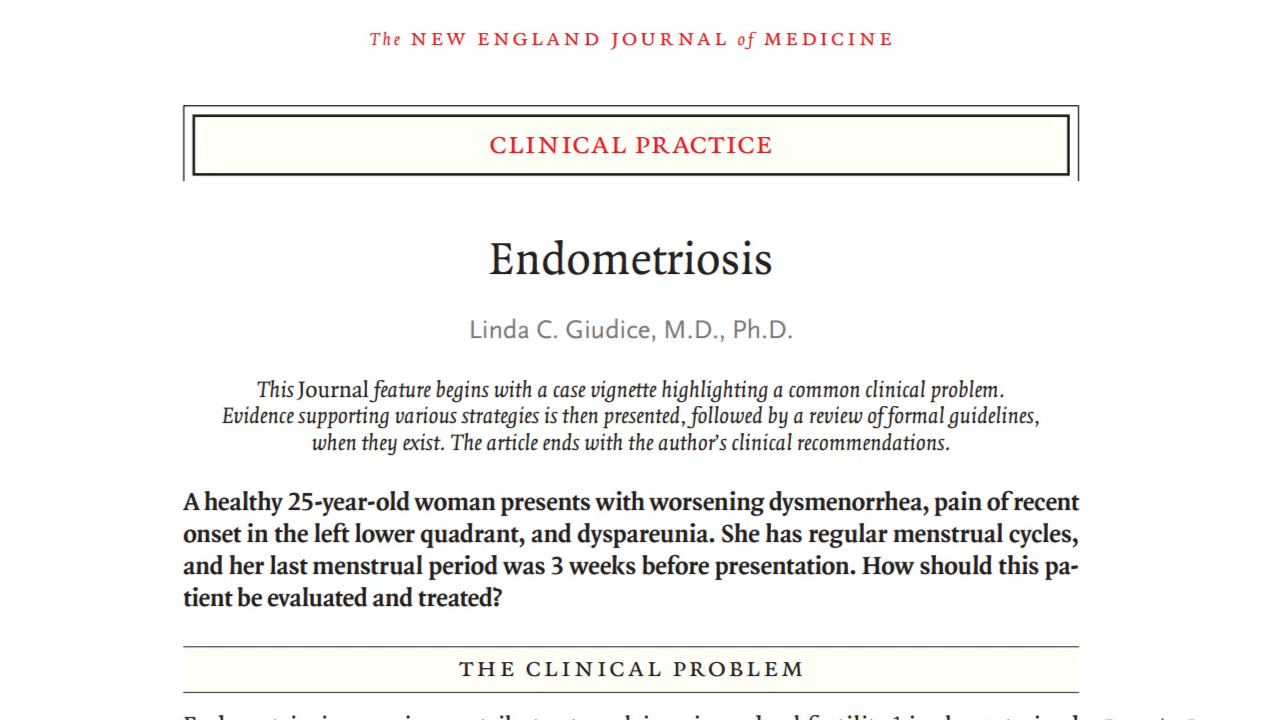 The NEW ENGLAND JOURNAL of MEDICINE
CLINICAL PRACTICE
Endometriosis
Linda C. Giudice, M.D., Ph.D.
This Journal feature begins with a case vignette highlighting a common clinical problem.
Evidence supporting various strategies is then presented, followed by a review of formal guidelines,
when they exist. The article ends with the author's clinical recommendations.
A healthy 25-year-old woman presents with worsening dysmenorrhea, pain of recent
onset in the left lower quadrant, and dyspareunia. She has regular menstrual cycles,
and her last menstrual period was 3 weeks before presentation. How should this pa-
tient be evaluated and treated?
THE CLINICAL PROBLEM